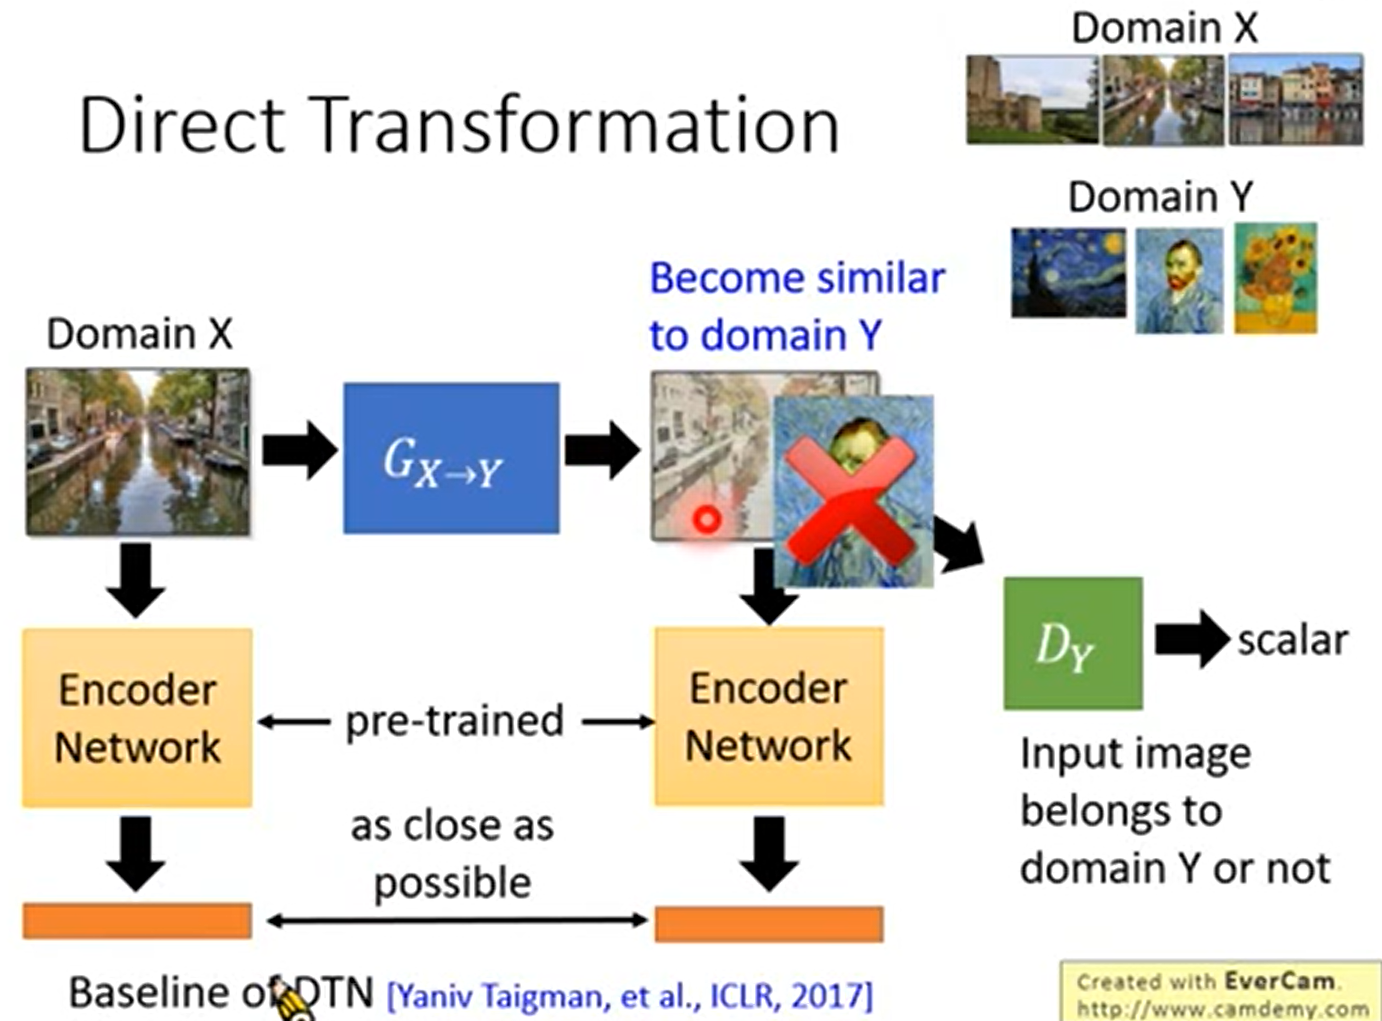 Direct Transformation
Domain X
Domain Y
Domain X
Become similar
to domain Y
G_{X→Y}
Encoder
Network
pre-trained
Encoder
Network
D_Y
scalar
Input image
belongs to
domain Y or not
as close as
possible
Baseline of DTN [Yaniv Taigman, et al., ICLR, 2017]
Created with EverCam.
http://www.camdemy.com